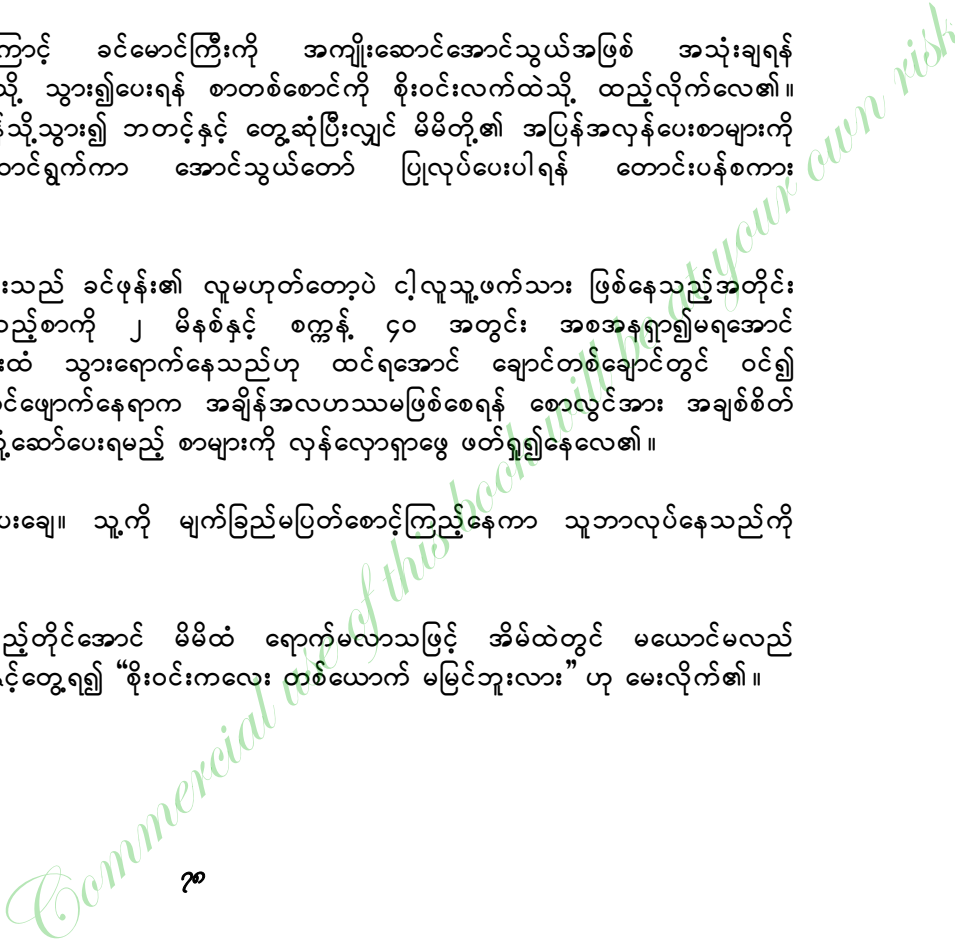 ကြောင့် ခင်မောင်ကြီးကို အကျိုးဆောင်အောင်သွယ်အဖြစ် အသုံးချရန်
သို့ သွား၍ပေးရန် စာတစ်စောင်ကို စိုးဝင်းလက်ထဲသို့ ထည့်လိုက်လေ၏။
န်သို့သွား၍ ဘတင့်နှင့် တွေ့ဆုံပြီးလျှင် မိမိတို့၏ အပြန်အလှန်ပေးစာများကို
တင်ရွက်ကာ အောင်သွယ်တော် ပြုလုပ်ပေးပါရန် တောင်းပန်စကား
းသည် ခင်ဖုန်း၏ လူမဟုတ်တော့ပဲ ငါ့လူသူ့ဖက်သား ဖြစ်နေသည့်အတိုင်း
သည့်စာကို ၂ မိနစ်နှင့် စက္ကန့် ၄၀ အတွင်း အစအနရှာ၍မရအောင်
းထံ သွားရောက်နေသည်ဟု ထင်ရအောင် ချောင်တစ်ချောင်တွင် ဝင်၍
င်ဖျောက်နေရာက အချိန်အလဟဿမဖြစ်စေရန် စောလွင်အား အချစ်စိတ်
ှုံ့ဆော်ပေးရမည့် စာများကို လှန်လှောရှာဖွေ ဖတ်ရှု၍နေလေ၏။
ပေးချေ။ သူ့ကို မျက်ခြည်မပြတ်စောင့်ကြည့်နေကာ သူဘာလုပ်နေသည်ကို
ည့်တိုင်အောင် မိမိထံ ရောက်မလာသဖြင့် အိမ်ထဲတွင် မယောင်မလည်
နှင့်တွေ့ရ၍ “စိုးဝင်းကလေး တစ်ယောက် မမြင်ဘူးလား” ဟု မေးလိုက်၏။
၇၈
Commercial use of this book will be at your own risk